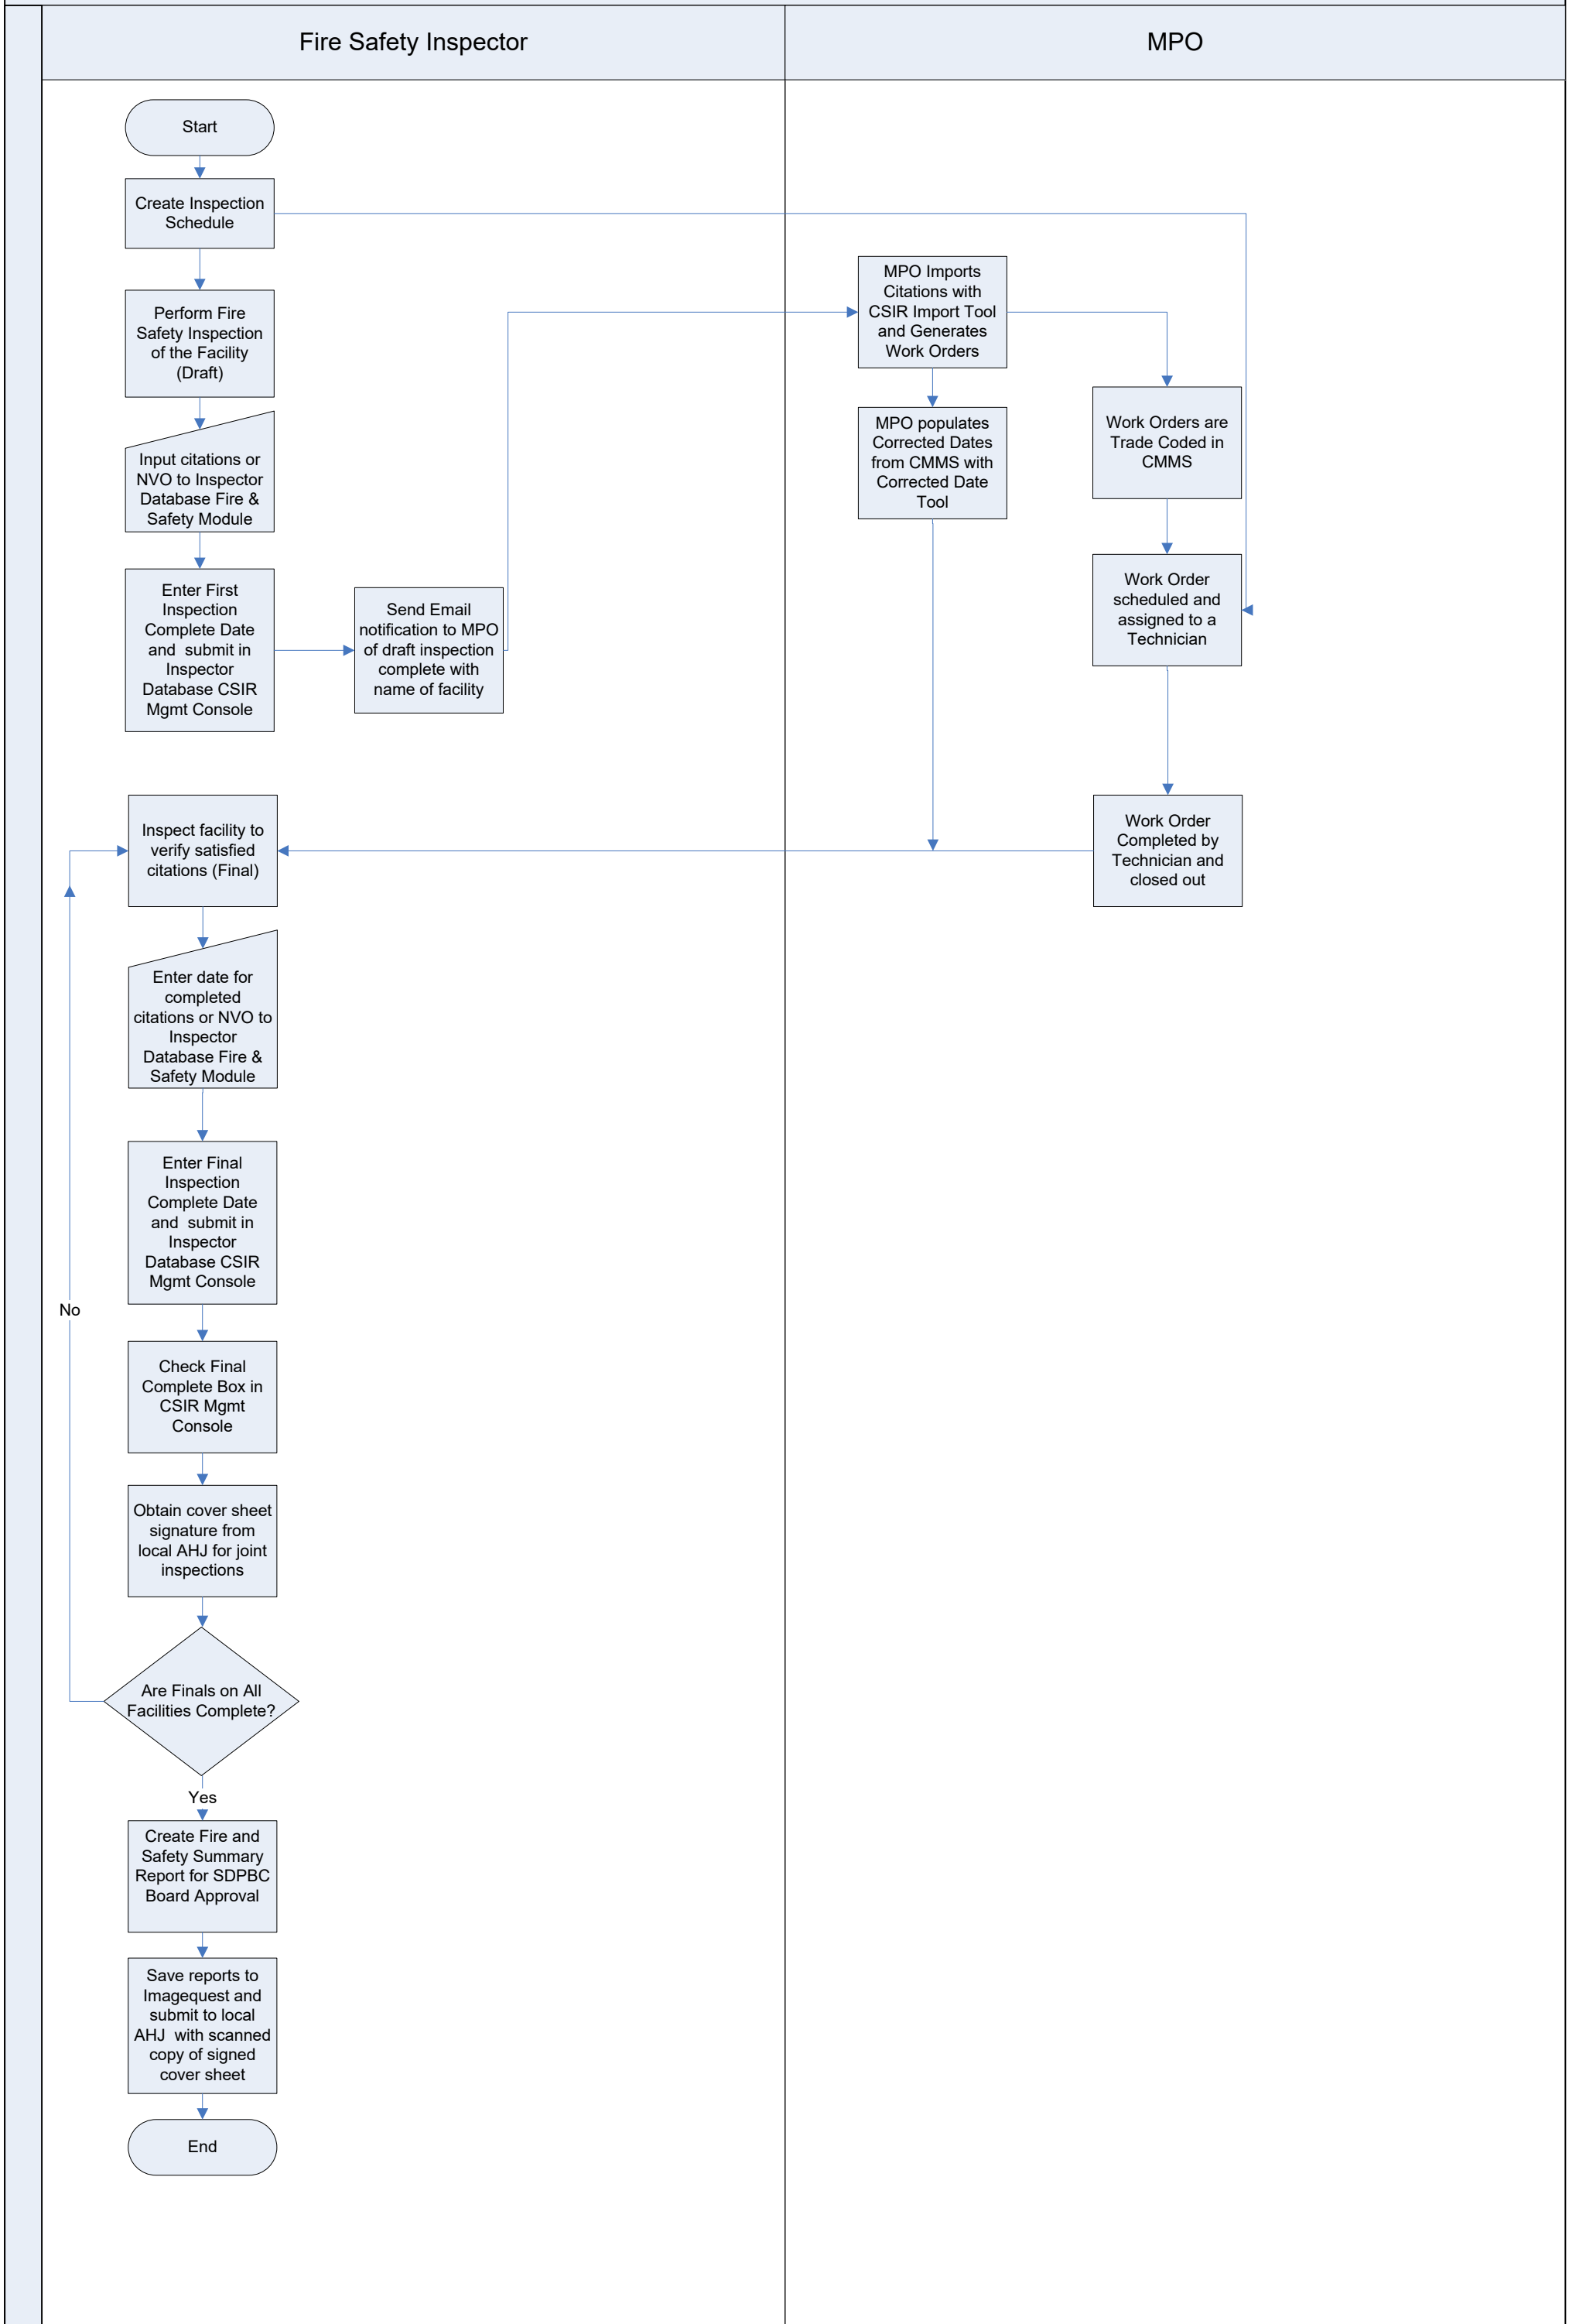 Fire Safety Inspector
MPO
Start
Create Inspection
Schedule
Perform Fire
Safety Inspection
of the Facility
(Draft)
Input citations or
NVO to Inspector
Database Fire &
Safety Module
Enter First
Inspection
Complete Date
and submit in
Inspector
Database CSIR
Mgmt Console
Send Email
notification to MPO
of draft inspection
complete with
name of facility
MPO Imports
Citations with
CSIR Import Tool
and Generates
Work Orders
MPO populates
Corrected Dates
from CMMS with
Corrected Date
Tool
Work Orders are
Trade Coded in
CMMS
Work Order
scheduled and
assigned to a
Technician
Work Order
Completed by
Technician and
closed out
Inspect facility to
verify satisfied
citations (Final)
Enter date for
completed
citations or NVO to
Inspector
Database Fire &
Safety Module
Enter Final
Inspection
Complete Date
and submit in
Inspector
Database CSIR
Mgmt Console
No
Check Final
Complete Box in
CSIR Mgmt
Console
Obtain cover sheet
signature from
local AHJ for joint
inspections
Are Finals on All
Facilities Complete?
Yes
Create Fire and
Safety Summary
Report for SDPBC
Board Approval
Save reports to
Imagequest and
submit to local
AHJ with scanned
copy of signed
cover sheet
End